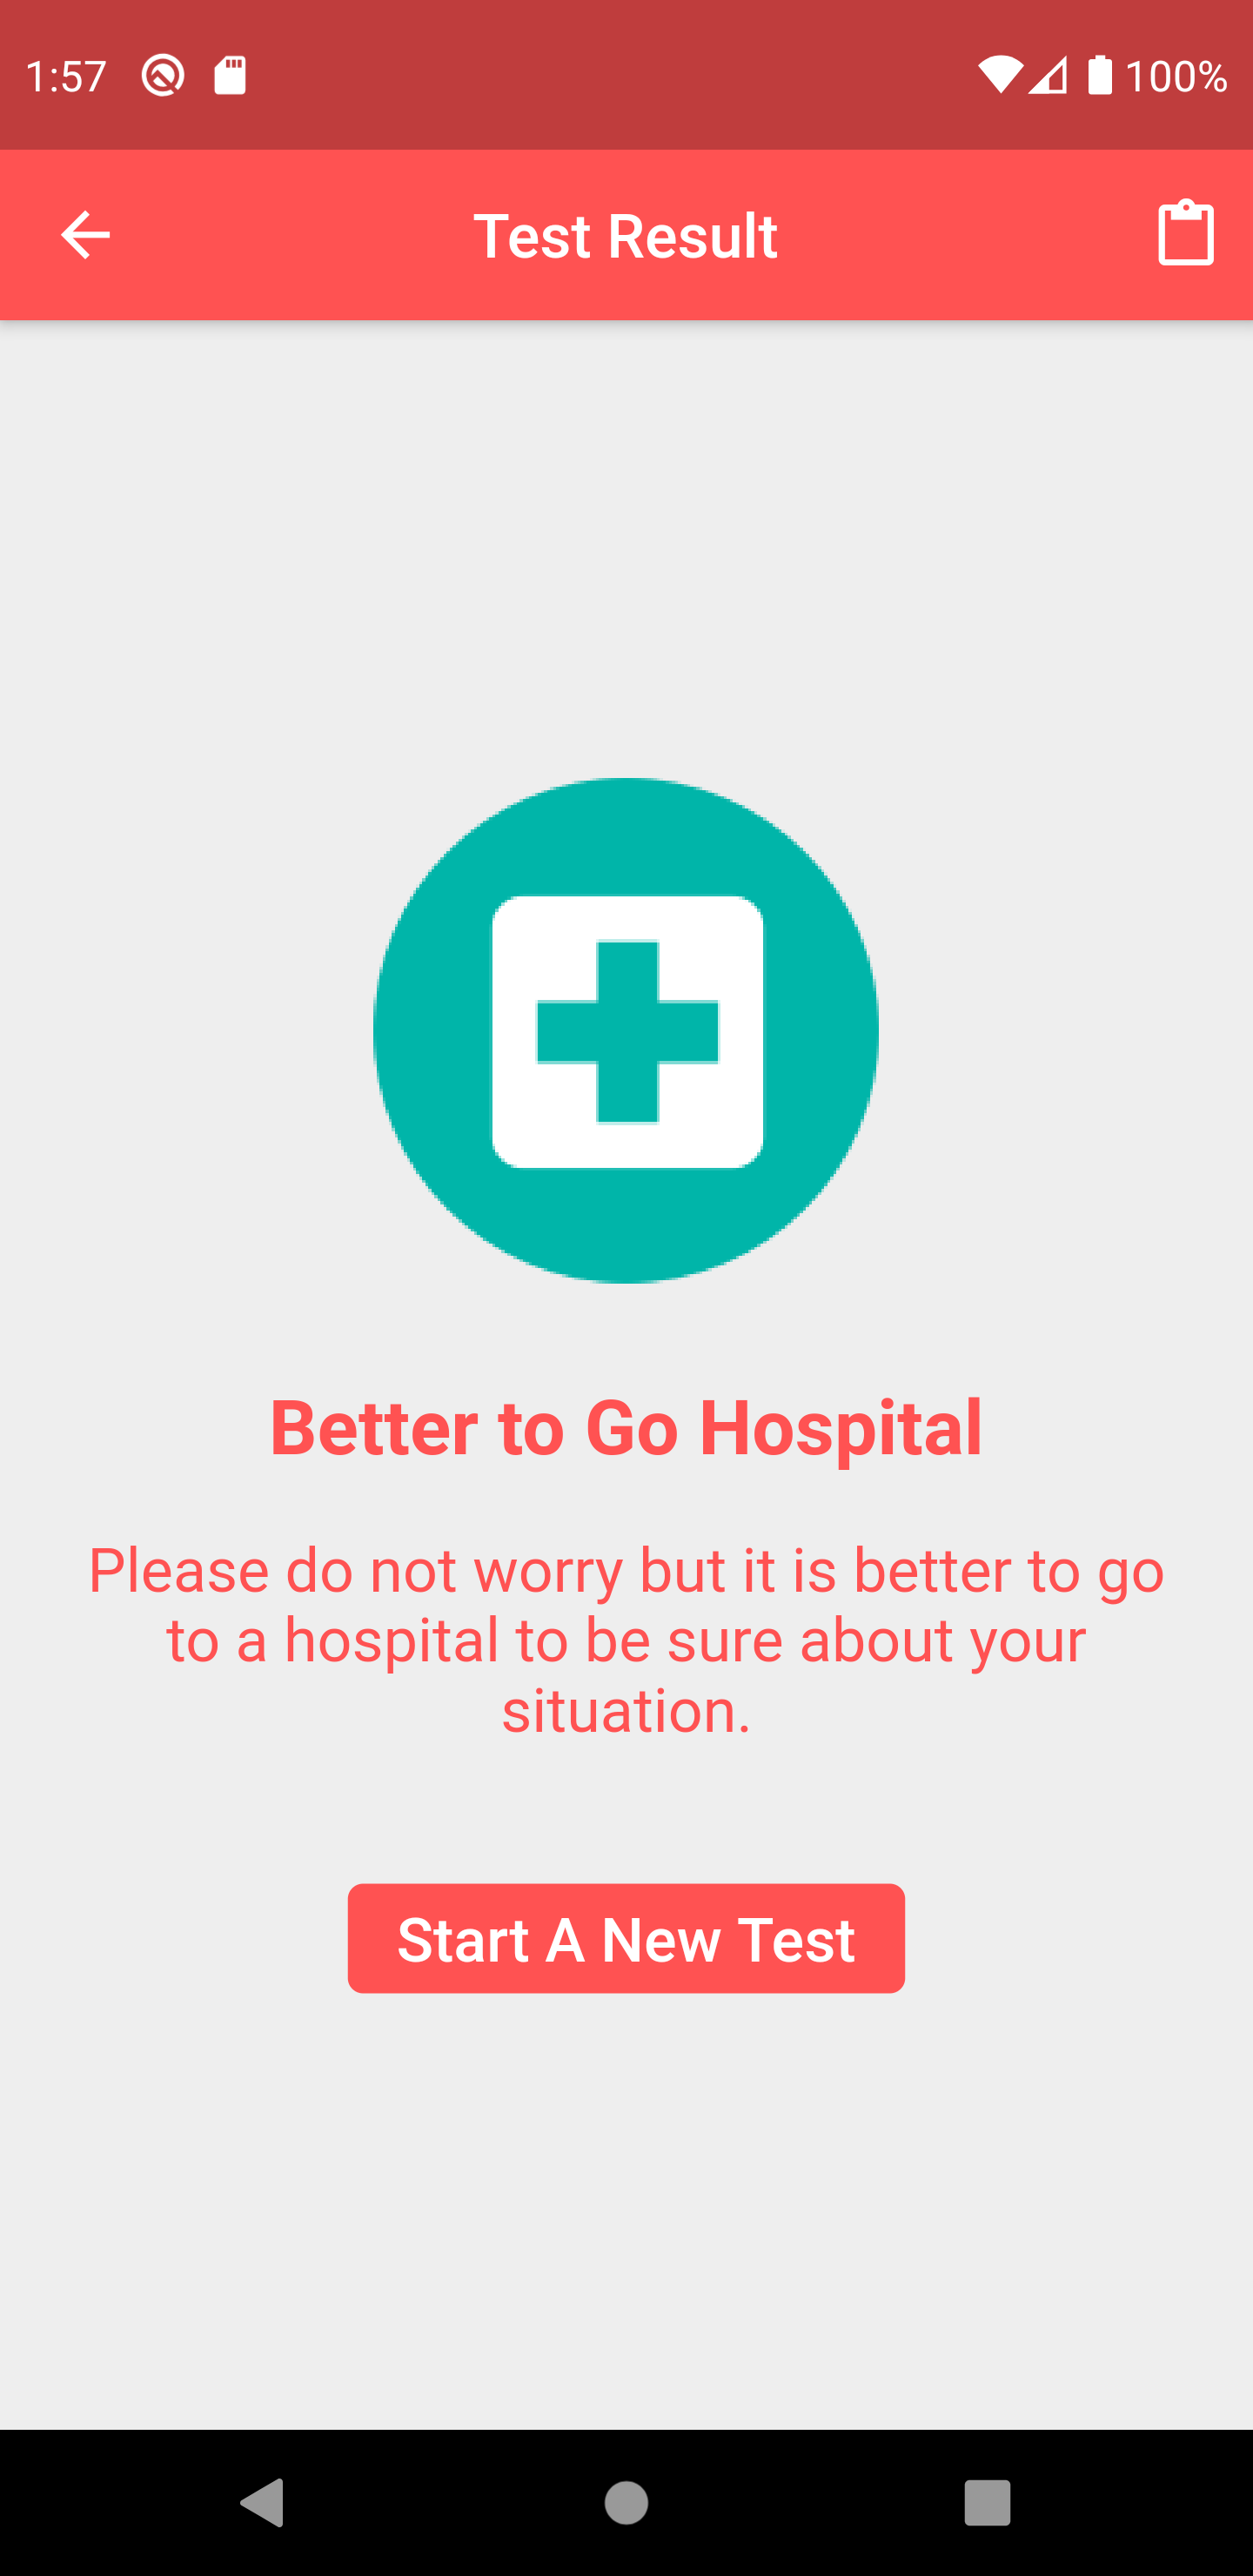 1:57
100%
Test Result
Better to Go Hospital
Please do not worry but it is better to go
to a hospital to be sure about your
situation.
Start A New Test